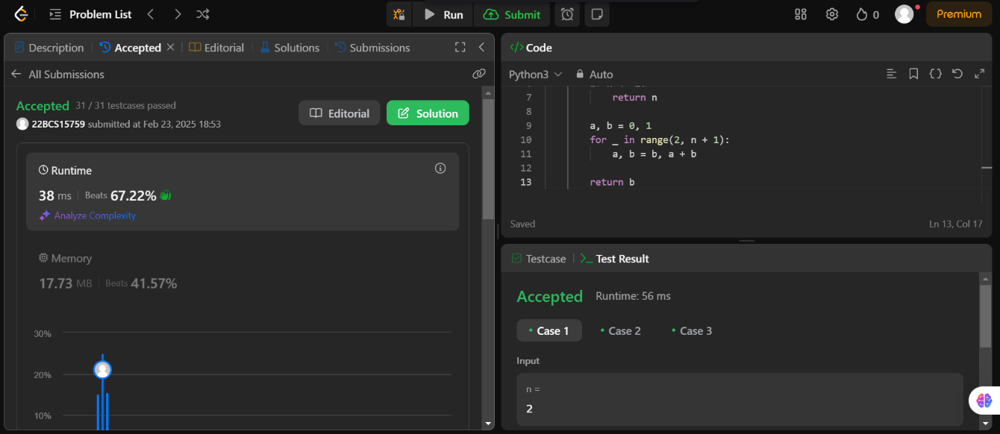 Problem List
Run
Submit
0
Premium
Description
Accepted
Editorial
Solutions
Submissions
All Submissions
Accepted 31 / 31 testcases passed
22BCS15759 submitted at Feb 23, 2025 18:53
Editorial
Solution
Runtime
38 ms
Beats 67.22%
Analyze Complexity
Memory
17.73 MB
Beats 41.57%
30%
20%
10%
</> Code
Python3
Auto
7 return n
8
9 a, b = 0, 1
10 for _ in range(2, n + 1):
11 a, b = b, a + b
12
13 return b
Saved
Ln 13, Col 17
Testcase
>_ Test Result
Accepted Runtime: 56 ms
• Case 1 • Case 2 • Case 3
Input
n =
2